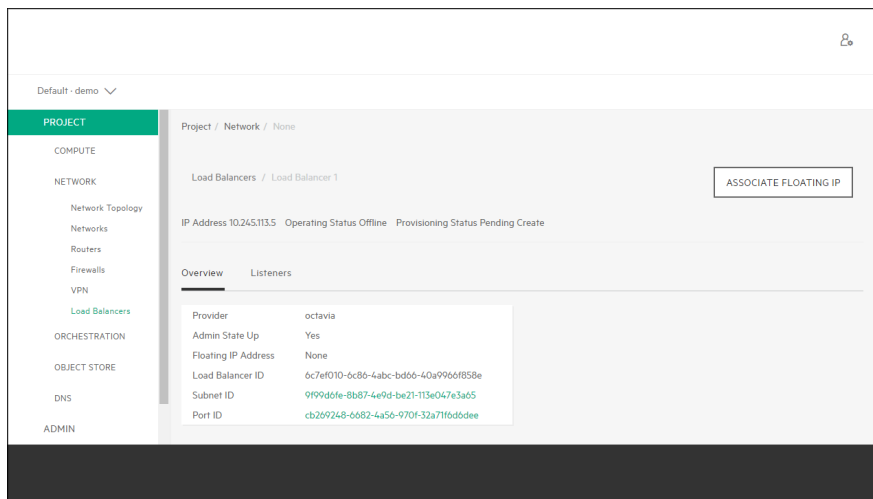 Default · demo
PROJECT
COMPUTE
NETWORK
Network Topology
Networks
Routers
Firewalls
VPN
Load Balancers
ORCHESTRATION
OBJECT STORE
DNS
ADMIN
Project / Network / None
Load Balancers / Load Balancer 1
ASSOCIATE FLOATING IP
IP Address 10.245.113.5 Operating Status Offline Provisioning Status Pending Create
Overview Listeners
Provider octavia
Admin State Up Yes
Floating IP Address None
Load Balancer ID 6c7ef010-6c86-4abc-bd66-40a9966f858e
Subnet ID 9f99d6fe-8b87-4e9d-be21-113e047e3a65
Port ID cb269248-6682-4a56-970f-32a71f6d6dee